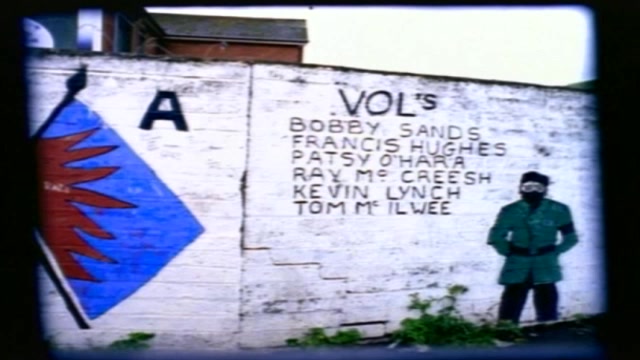 A
VOL'S
BOBBY SANDS
FRANCIS HUGHES
PATSY O'HARA
RAY Mc CREESH
KEVIN LYNCH
TOM Mc ILWEE